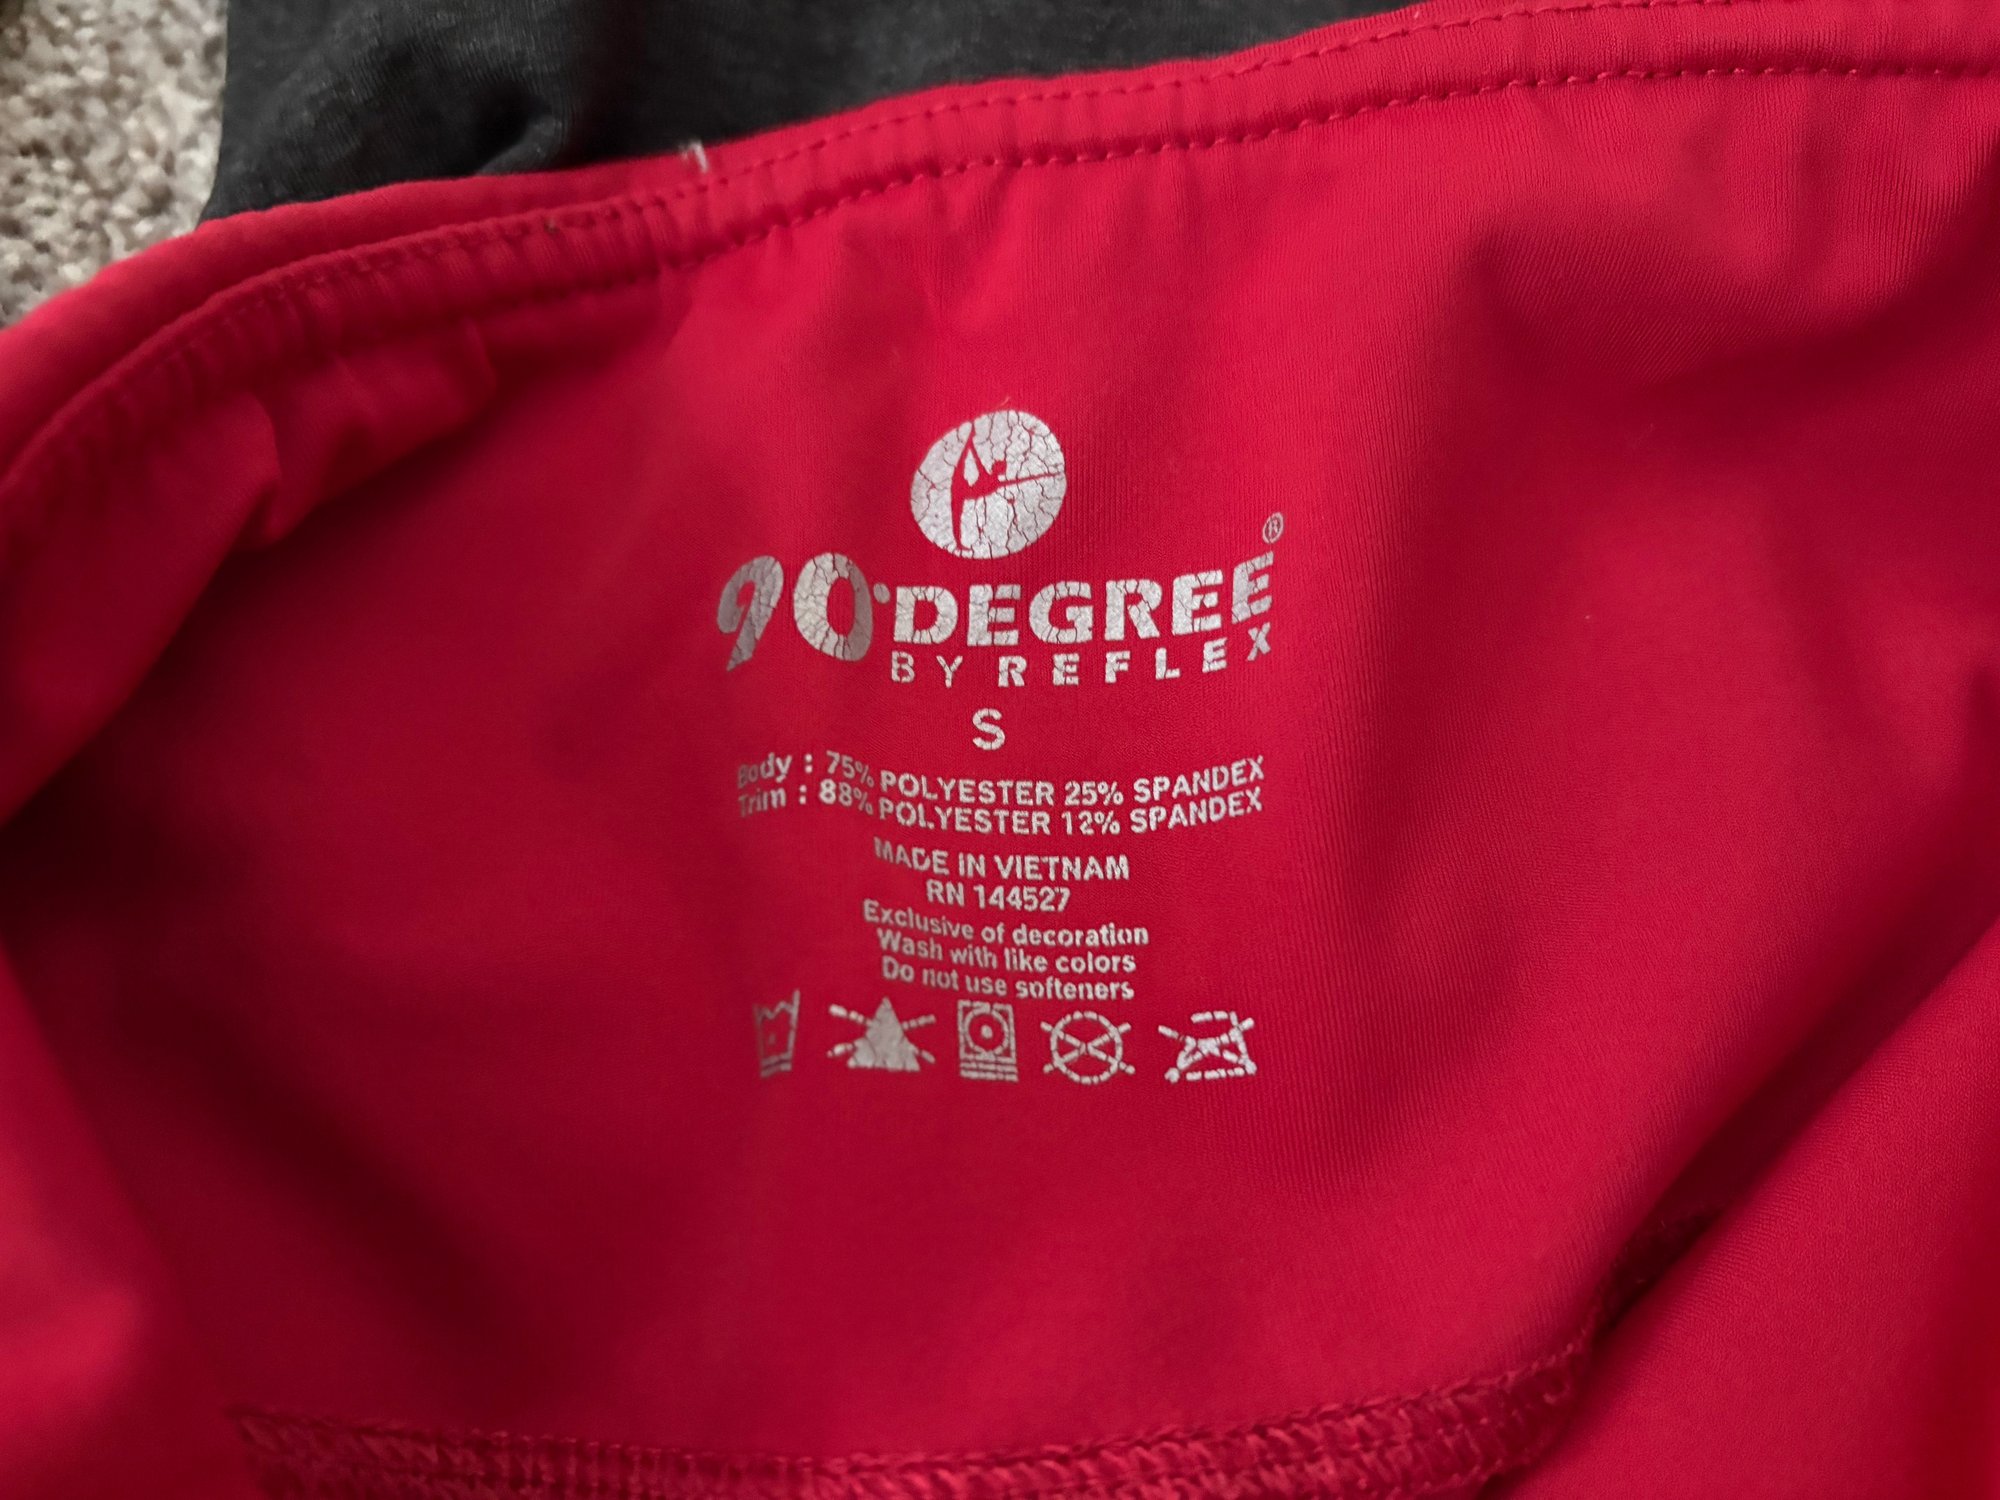 90°DEGREE®
BY REFLEX
S
Body : 75% POLYESTER 25% SPANDEX
Trim : 88% POLYESTER 12% SPANDEX
MADE IN VIETNAM
RN 144527
Exclusive of decoration
Wash with like colors
Do not use softeners